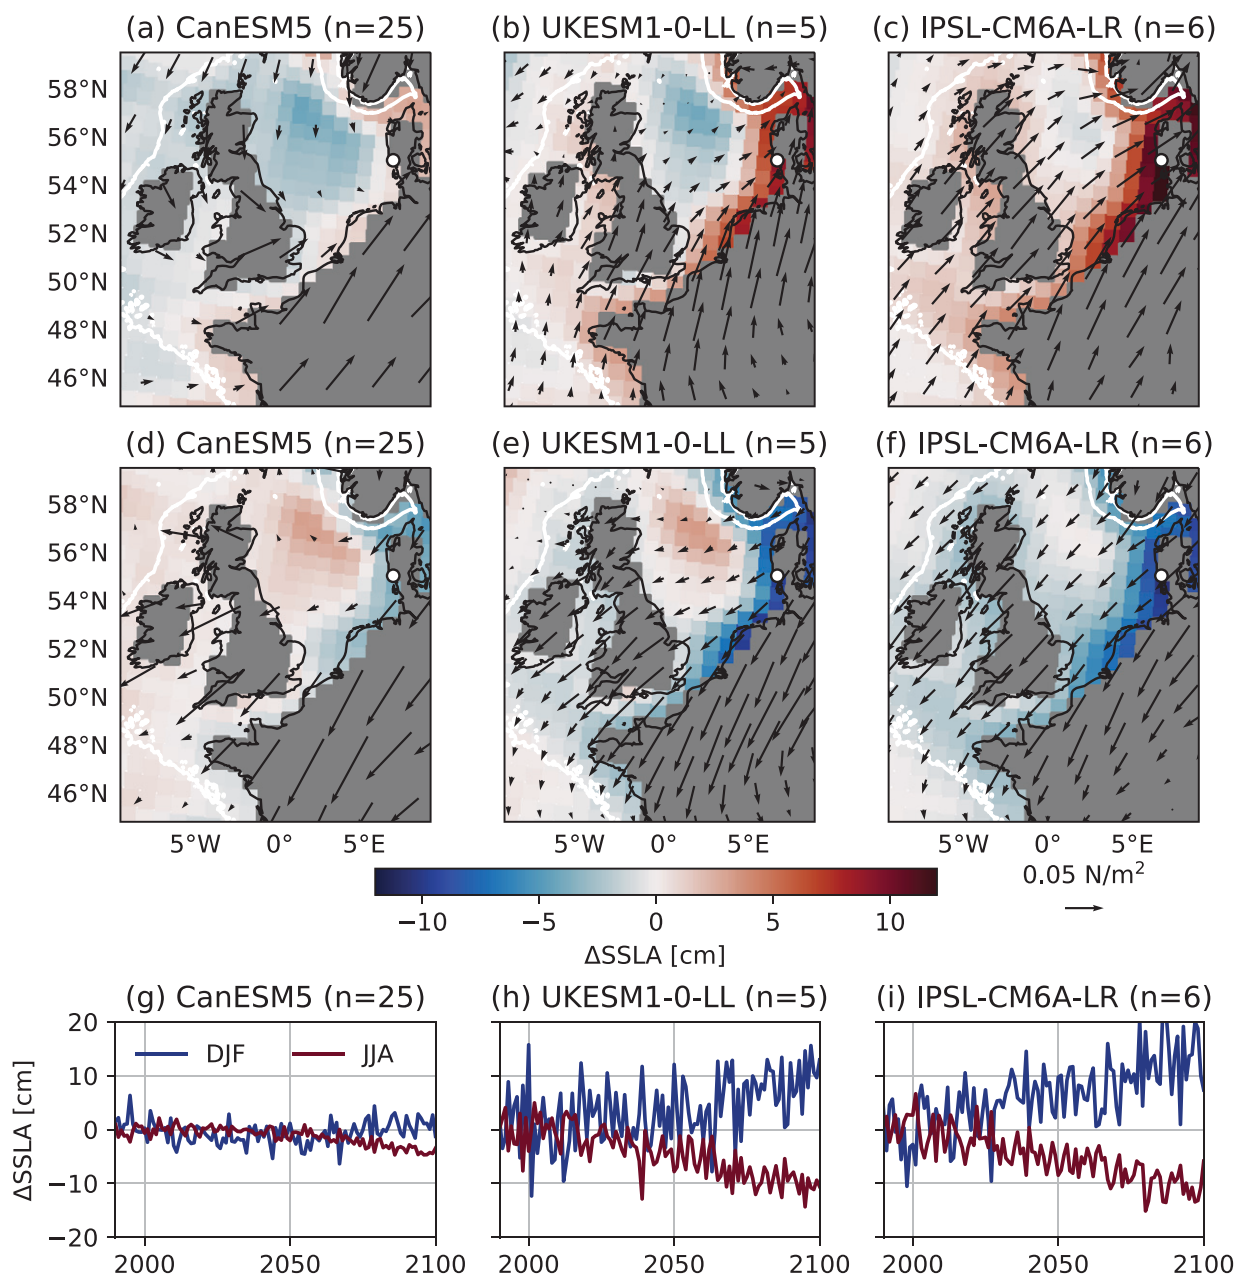 (a) CanESM5 (n=25) (b) UKESM1-0-LL (n=5) (c) IPSL-CM6A-LR (n=6)
58°N
56°N
54°N
52°N
50°N
48°N
46°N
(d) CanESM5 (n=25) (e) UKESM1-0-LL (n=5) (f) IPSL-CM6A-LR (n=6)
58°N
56°N
54°N
52°N
50°N
48°N
46°N
5°W 0° 5°E 5°W 0° 5°E 5°W 0° 5°E
0.05 N/m²
−10 −5 0 5 10
ΔSSLA [cm]
(g) CanESM5 (n=25) (h) UKESM1-0-LL (n=5) (i) IPSL-CM6A-LR (n=6)
20
DJF JJA
10
0
−10
−20
ΔSSLA [cm]
2000 2050 2100 2000 2050 2100 2000 2050 2100